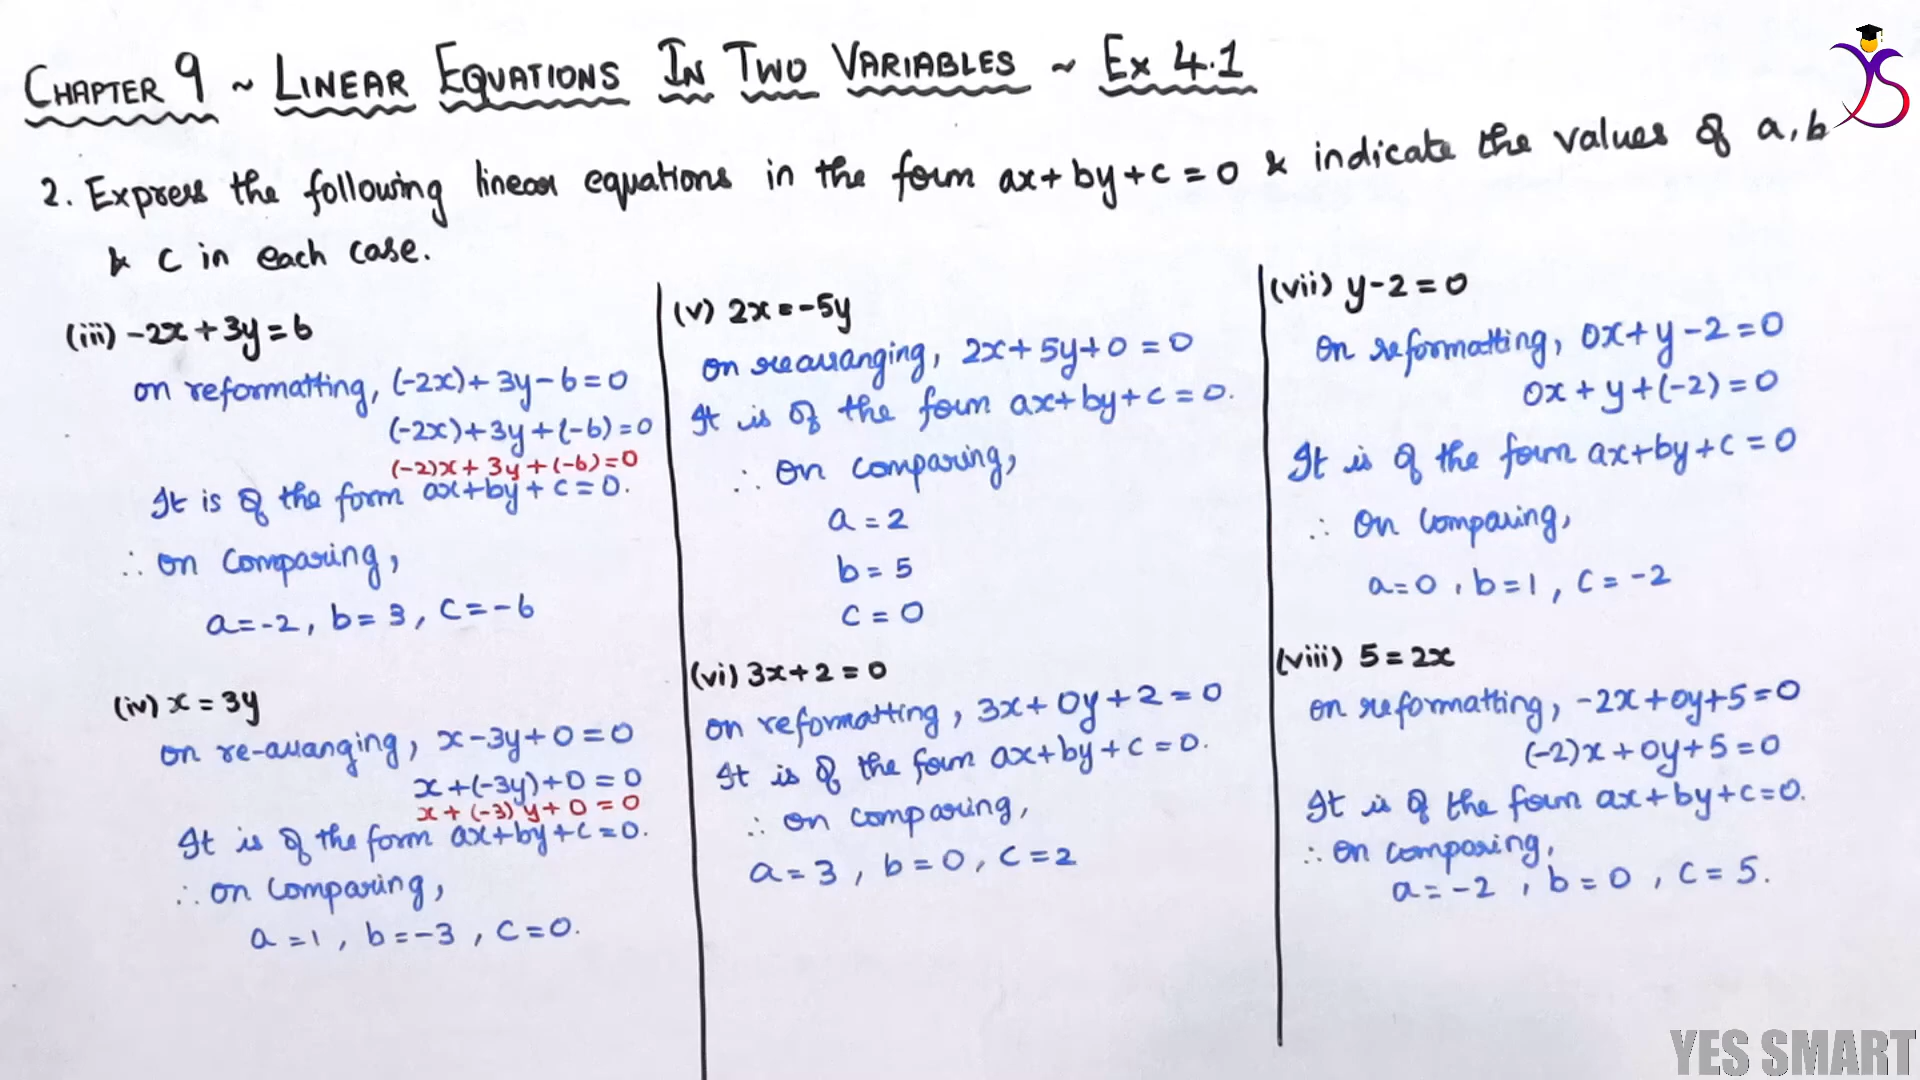 CHAPTER 9 ~ LINEAR EQUATIONS IN TWO VARIABLES ~ Ex 4.1
2. Express the following linear equations in the form ax+by+c=0 & indicate the values of a, b
& c in each case.
(iii) -2x+3y=6
on reformatting, (-2x)+3y-6=0
(-2x)+3y+(-6)=0
(-2)x+3y+(-6)=0
It is of the form ax+by+c=0.
∴ on comparing,
a=-2, b=3, c=-6
(iv) x=3y
on re-arranging, x-3y+0=0
x+(-3y)+0=0
x+(-3)y+0=0
It is of the form ax+by+c=0.
∴ on comparing,
a=1, b=-3, c=0.
(v) 2x=-5y
on rearranging, 2x+5y+0=0
It is of the form ax+by+c=0.
∴ on comparing,
a=2
b=5
c=0
(vi) 3x+2=0
on reformatting, 3x+0y+2=0
It is of the form ax+by+c=0.
∴ on comparing,
a=3, b=0, c=2
(vii) y-2=0
on reformatting, 0x+y-2=0
0x+y+(-2)=0
It is of the form ax+by+c=0
∴ on comparing,
a=0, b=1, c=-2
(viii) 5=2x
on reformatting, -2x+0y+5=0
(-2)x+0y+5=0
It is of the form ax+by+c=0.
∴ on comparing,
a=-2, b=0, c=5.
YES SMART